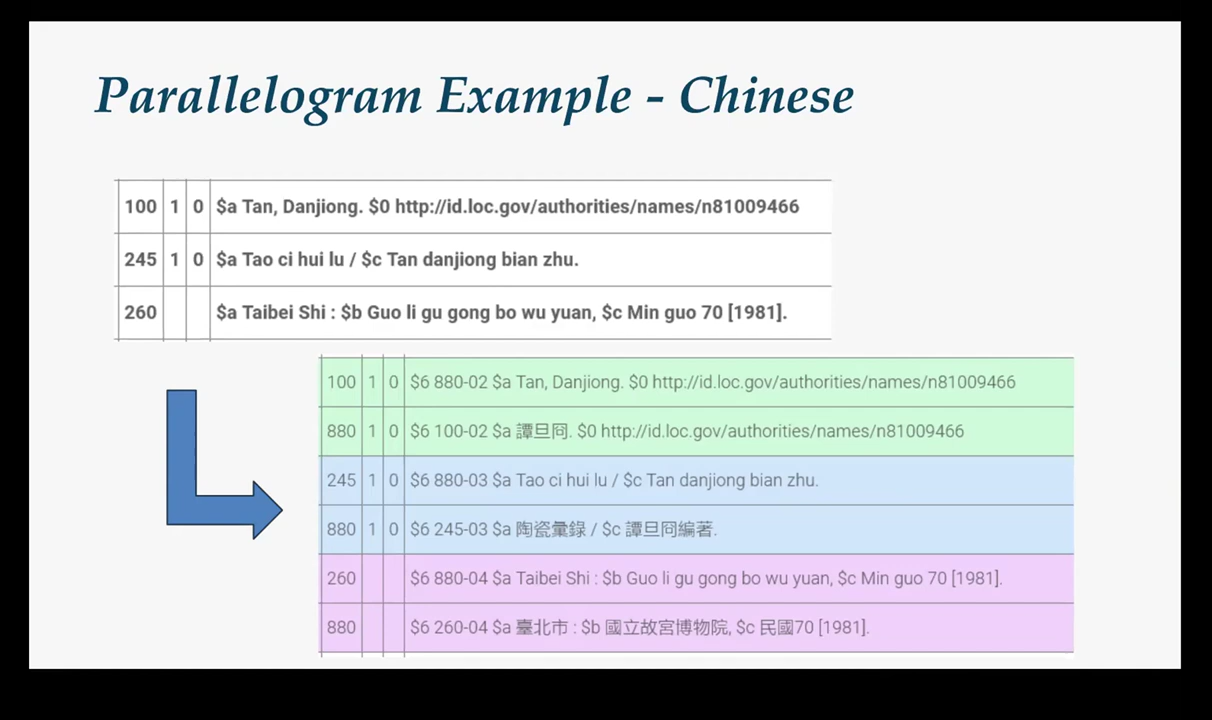 Parallelogram Example - Chinese
100 1 0 $a Tan, Danjiong. $0 http://id.loc.gov/authorities/names/n81009466
245 1 0 $a Tao ci hui lu / $c Tan danjiong bian zhu.
260 $a Taibei Shi : $b Guo li gu gong bo wu yuan, $c Min guo 70 [1981].
100 1 0 $6 880-02 $a Tan, Danjiong. $0 http://id.loc.gov/authorities/names/n81009466
880 1 0 $6 100-02 $a 譚旦冏. $0 http://id.loc.gov/authorities/names/n81009466
245 1 0 $6 880-03 $a Tao ci hui lu / $c Tan danjiong bian zhu.
880 1 0 $6 245-03 $a 陶瓷彙錄 / $c 譚旦冏編著.
260 $6 880-04 $a Taibei Shi : $b Guo li gu gong bo wu yuan, $c Min guo 70 [1981].
880 $6 260-04 $a 臺北市 : $b 國立故宮博物院, $c 民國70 [1981].